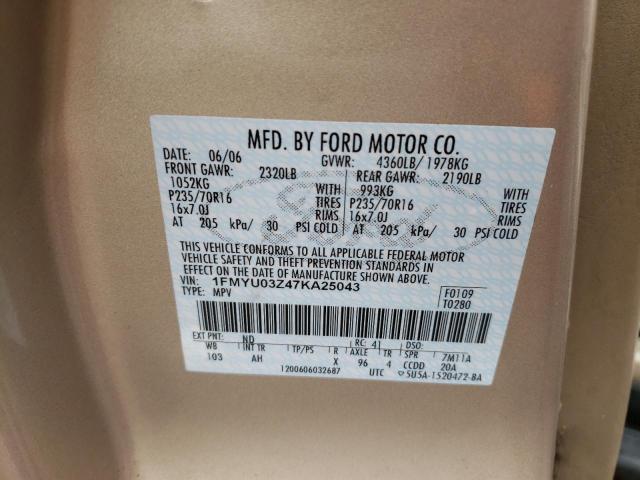 MFD. BY FORD MOTOR CO.
DATE: 06/06 GVWR: 4360LB/1978KG
FRONT GAWR: 2320LB REAR GAWR: 2190LB
1052KG WITH 993KG WITH
P235/70R16 TIRES P235/70R16 TIRES
16x7.0J RIMS 16x7.0J RIMS
AT 205 kPa/ 30 PSI COLD AT 205 kPa/ 30 PSI COLD
THIS VEHICLE CONFORMS TO ALL APPLICABLE FEDERAL MOTOR
VEHICLE SAFETY AND THEFT PREVENTION STANDARDS IN
EFFECT ON THE DATE OF MANUFACTURE SHOWN ABOVE.
VIN: 1FMYU03Z47KA25043 F0109
TYPE: MPV T0280
EXT PNT: ND RC: 41 DSO:
WB INT TR TP/PS R AXLE TR SPR 7M11A
103 AH X 96 4 CCDD 20A
1200606032687 UTC 5U5A-1520472-BA
Ford